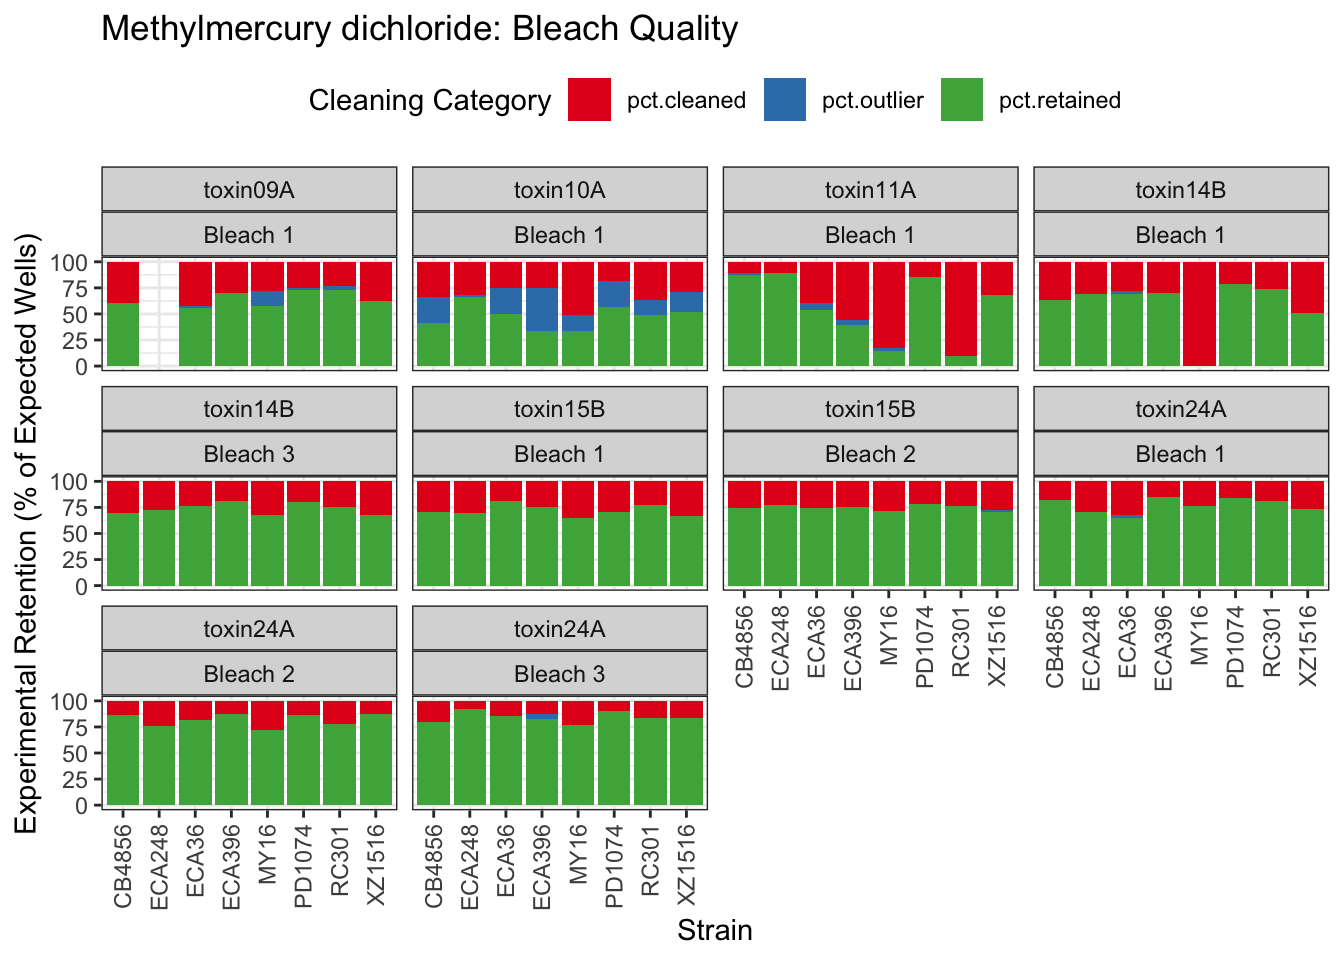 Methylmercury dichloride: Bleach Quality
Cleaning Category pct.cleaned pct.outlier pct.retained
toxin09A toxin10A toxin11A toxin14B
Bleach 1 Bleach 1 Bleach 1 Bleach 1
100
75
50
25
0
toxin14B toxin15B toxin15B toxin24A
Bleach 3 Bleach 1 Bleach 2 Bleach 1
100
75
50
25
0
CB4856 ECA248 ECA36 ECA396 MY16 PD1074 RC301 XZ1516 CB4856 ECA248 ECA36 ECA396 MY16 PD1074 RC301 XZ1516
toxin24A toxin24A
Bleach 2 Bleach 3
100
75
50
25
0
CB4856 ECA248 ECA36 ECA396 MY16 PD1074 RC301 XZ1516 CB4856 ECA248 ECA36 ECA396 MY16 PD1074 RC301 XZ1516
Experimental Retention (% of Expected Wells)
Strain